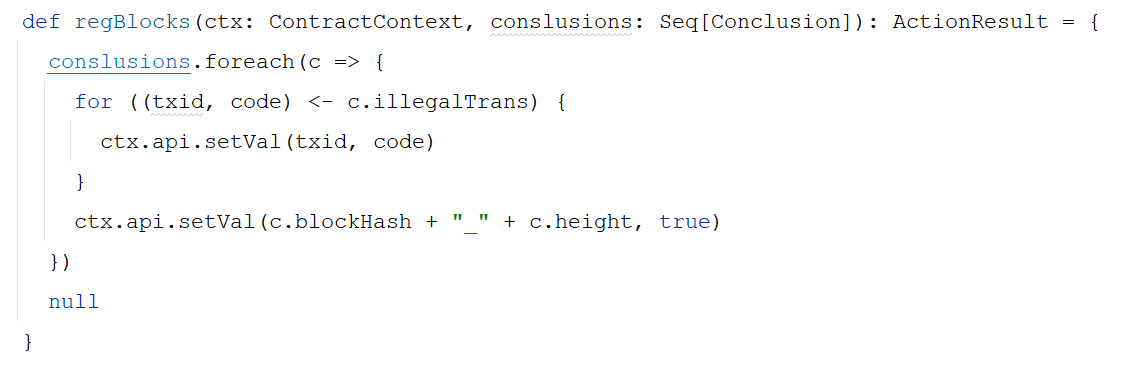 def regBlocks(ctx: ContractContext, conslusions: Seq[Conclusion]): ActionResult = {
conslusions.foreach(c => {
for ((txid, code) <- c.illegalTrans) {
ctx.api.setVal(txid, code)
}
ctx.api.setVal(c.blockHash + "_" + c.height, true)
})
null
}